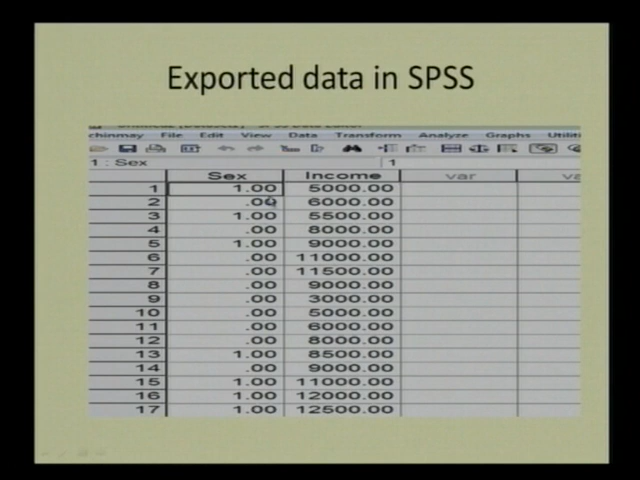 Exported data in SPSS
chinmay File Edit View Data Transform Analyze Graphs Utiliti
1 : Sex 1
Sex Income var va
1 1.00 5000.00
2 .00 6000.00
3 1.00 5500.00
4 .00 8000.00
5 1.00 9000.00
6 .00 11000.00
7 .00 11500.00
8 .00 9000.00
9 .00 3000.00
10 .00 5000.00
11 .00 6000.00
12 .00 8000.00
13 1.00 8500.00
14 .00 9000.00
15 1.00 11000.00
16 1.00 12000.00
17 1.00 12500.00